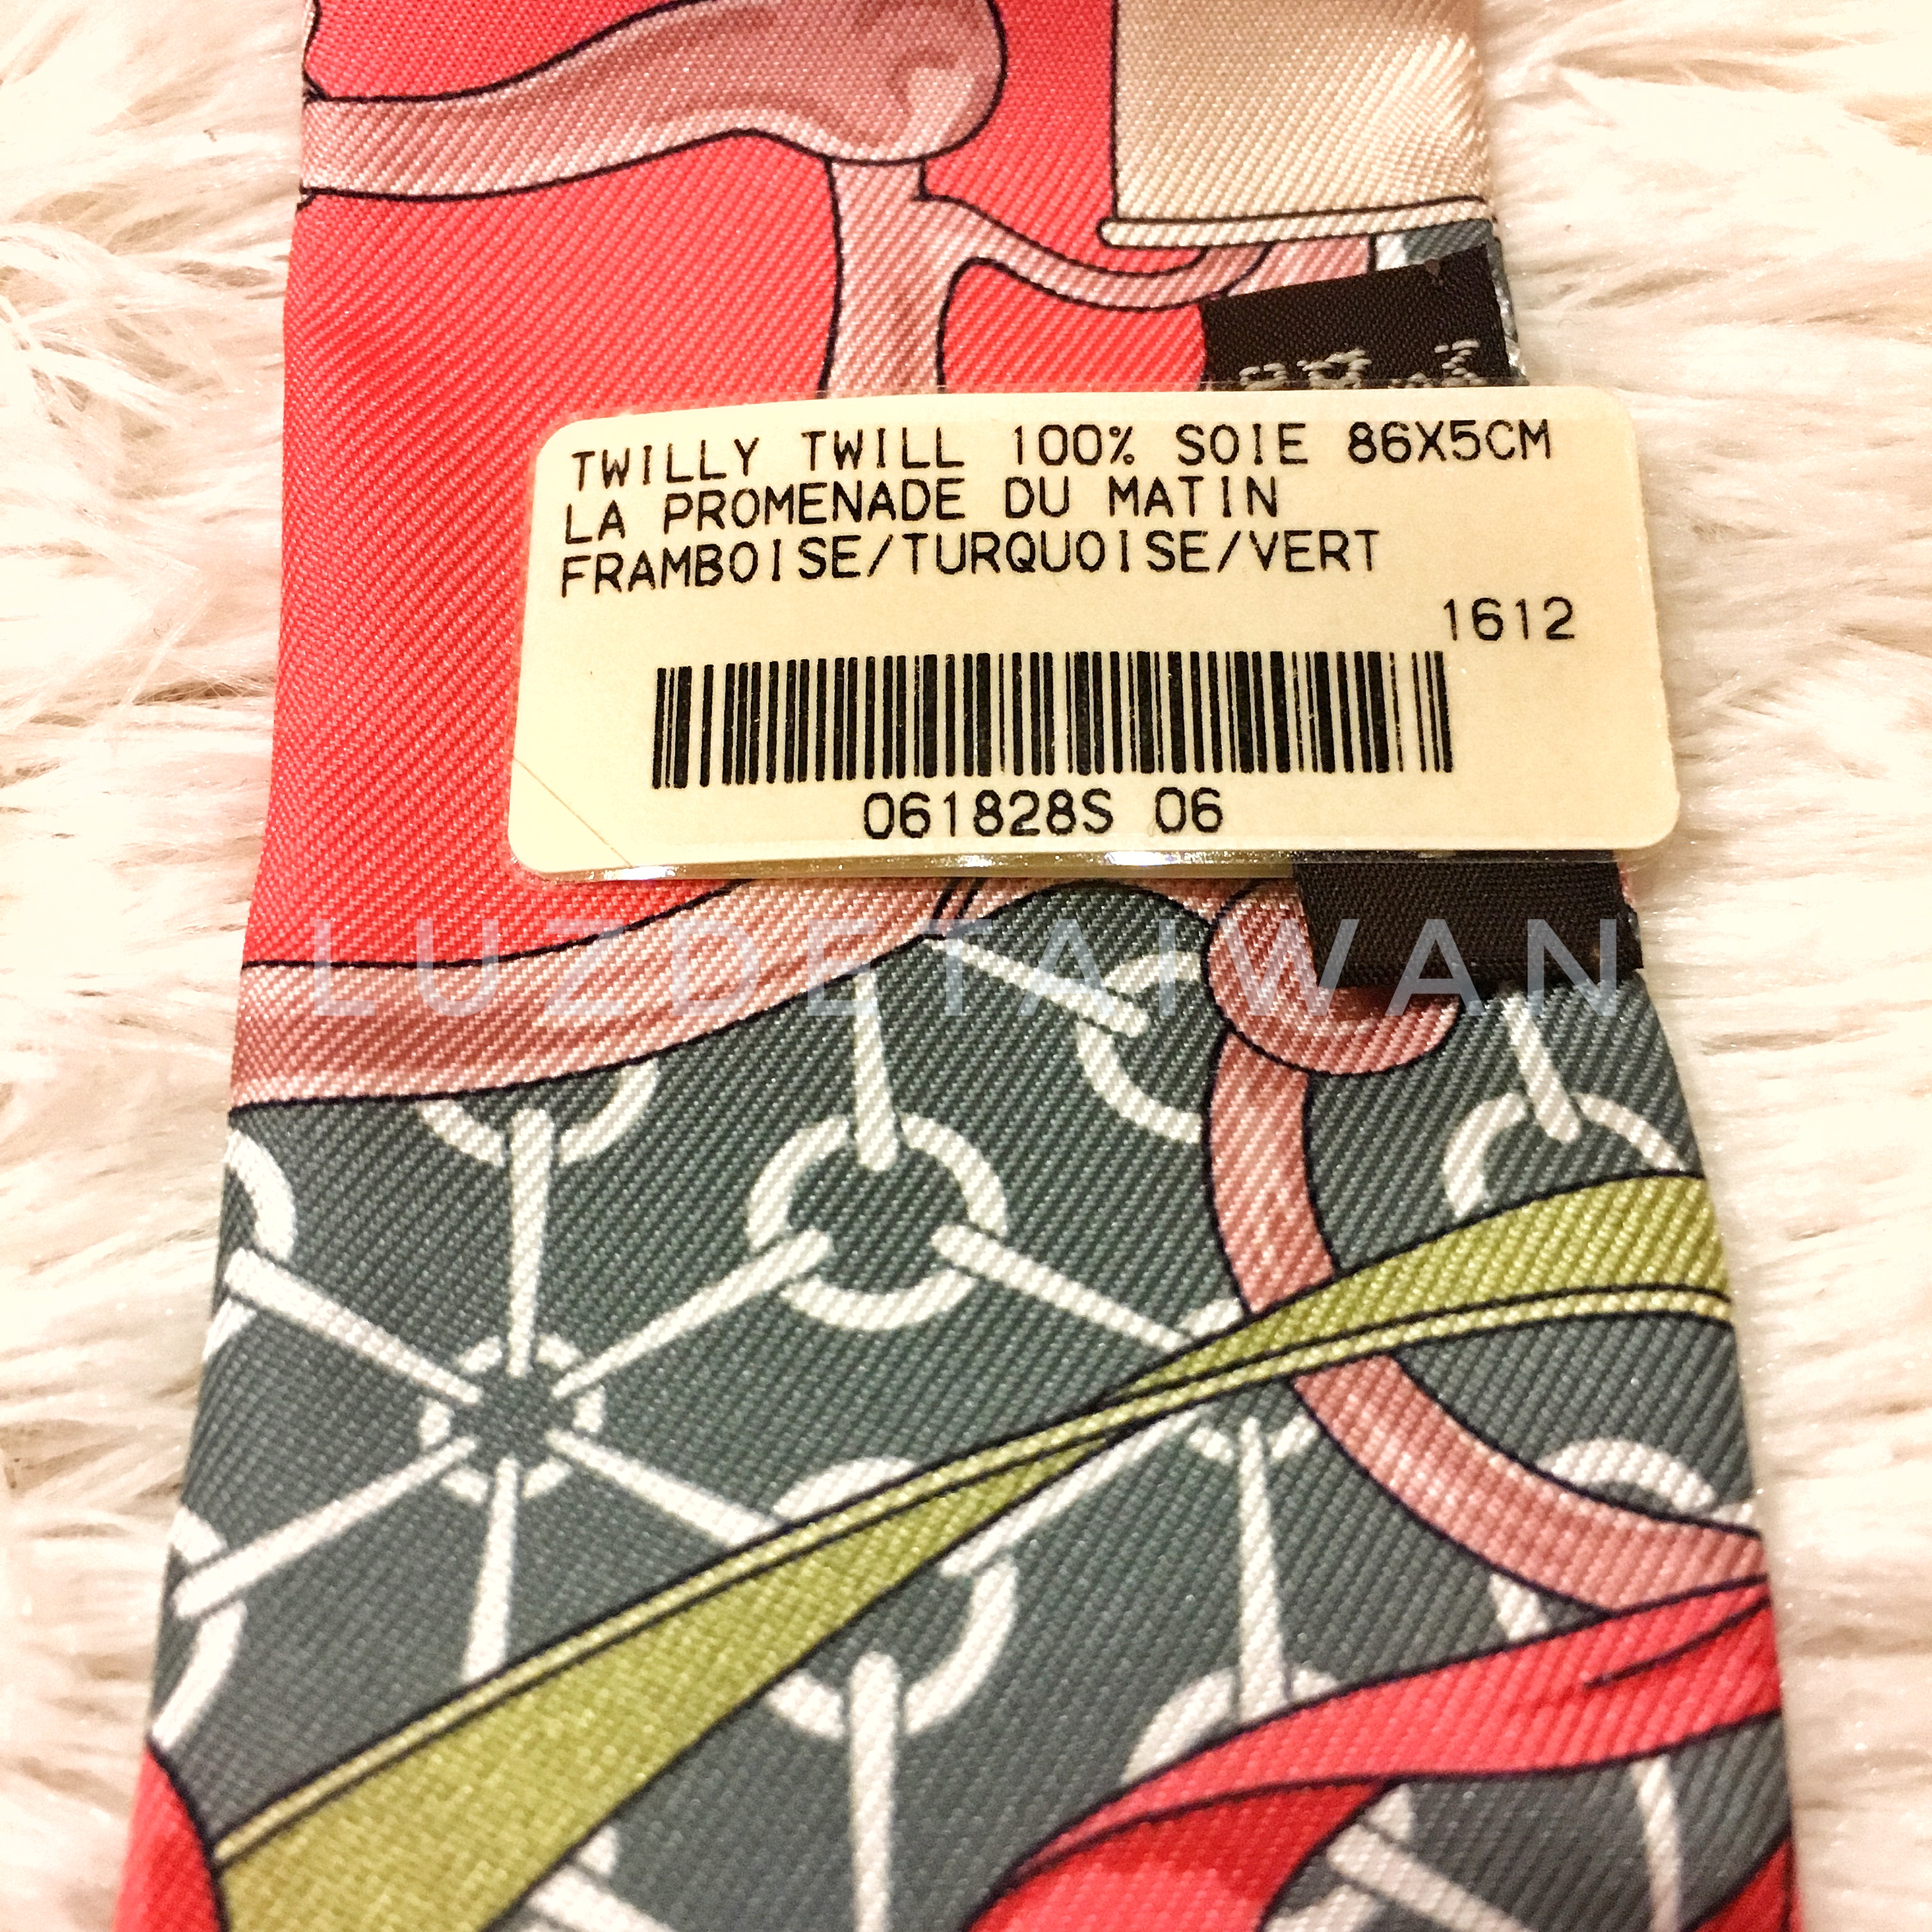 TWILLY TWILL 100% SOIE 86X5CM
LA PROMENADE DU MATIN
FRAMBOISE/TURQUOISE/VERT
1612
061828S 06
LUZDETAIWAN